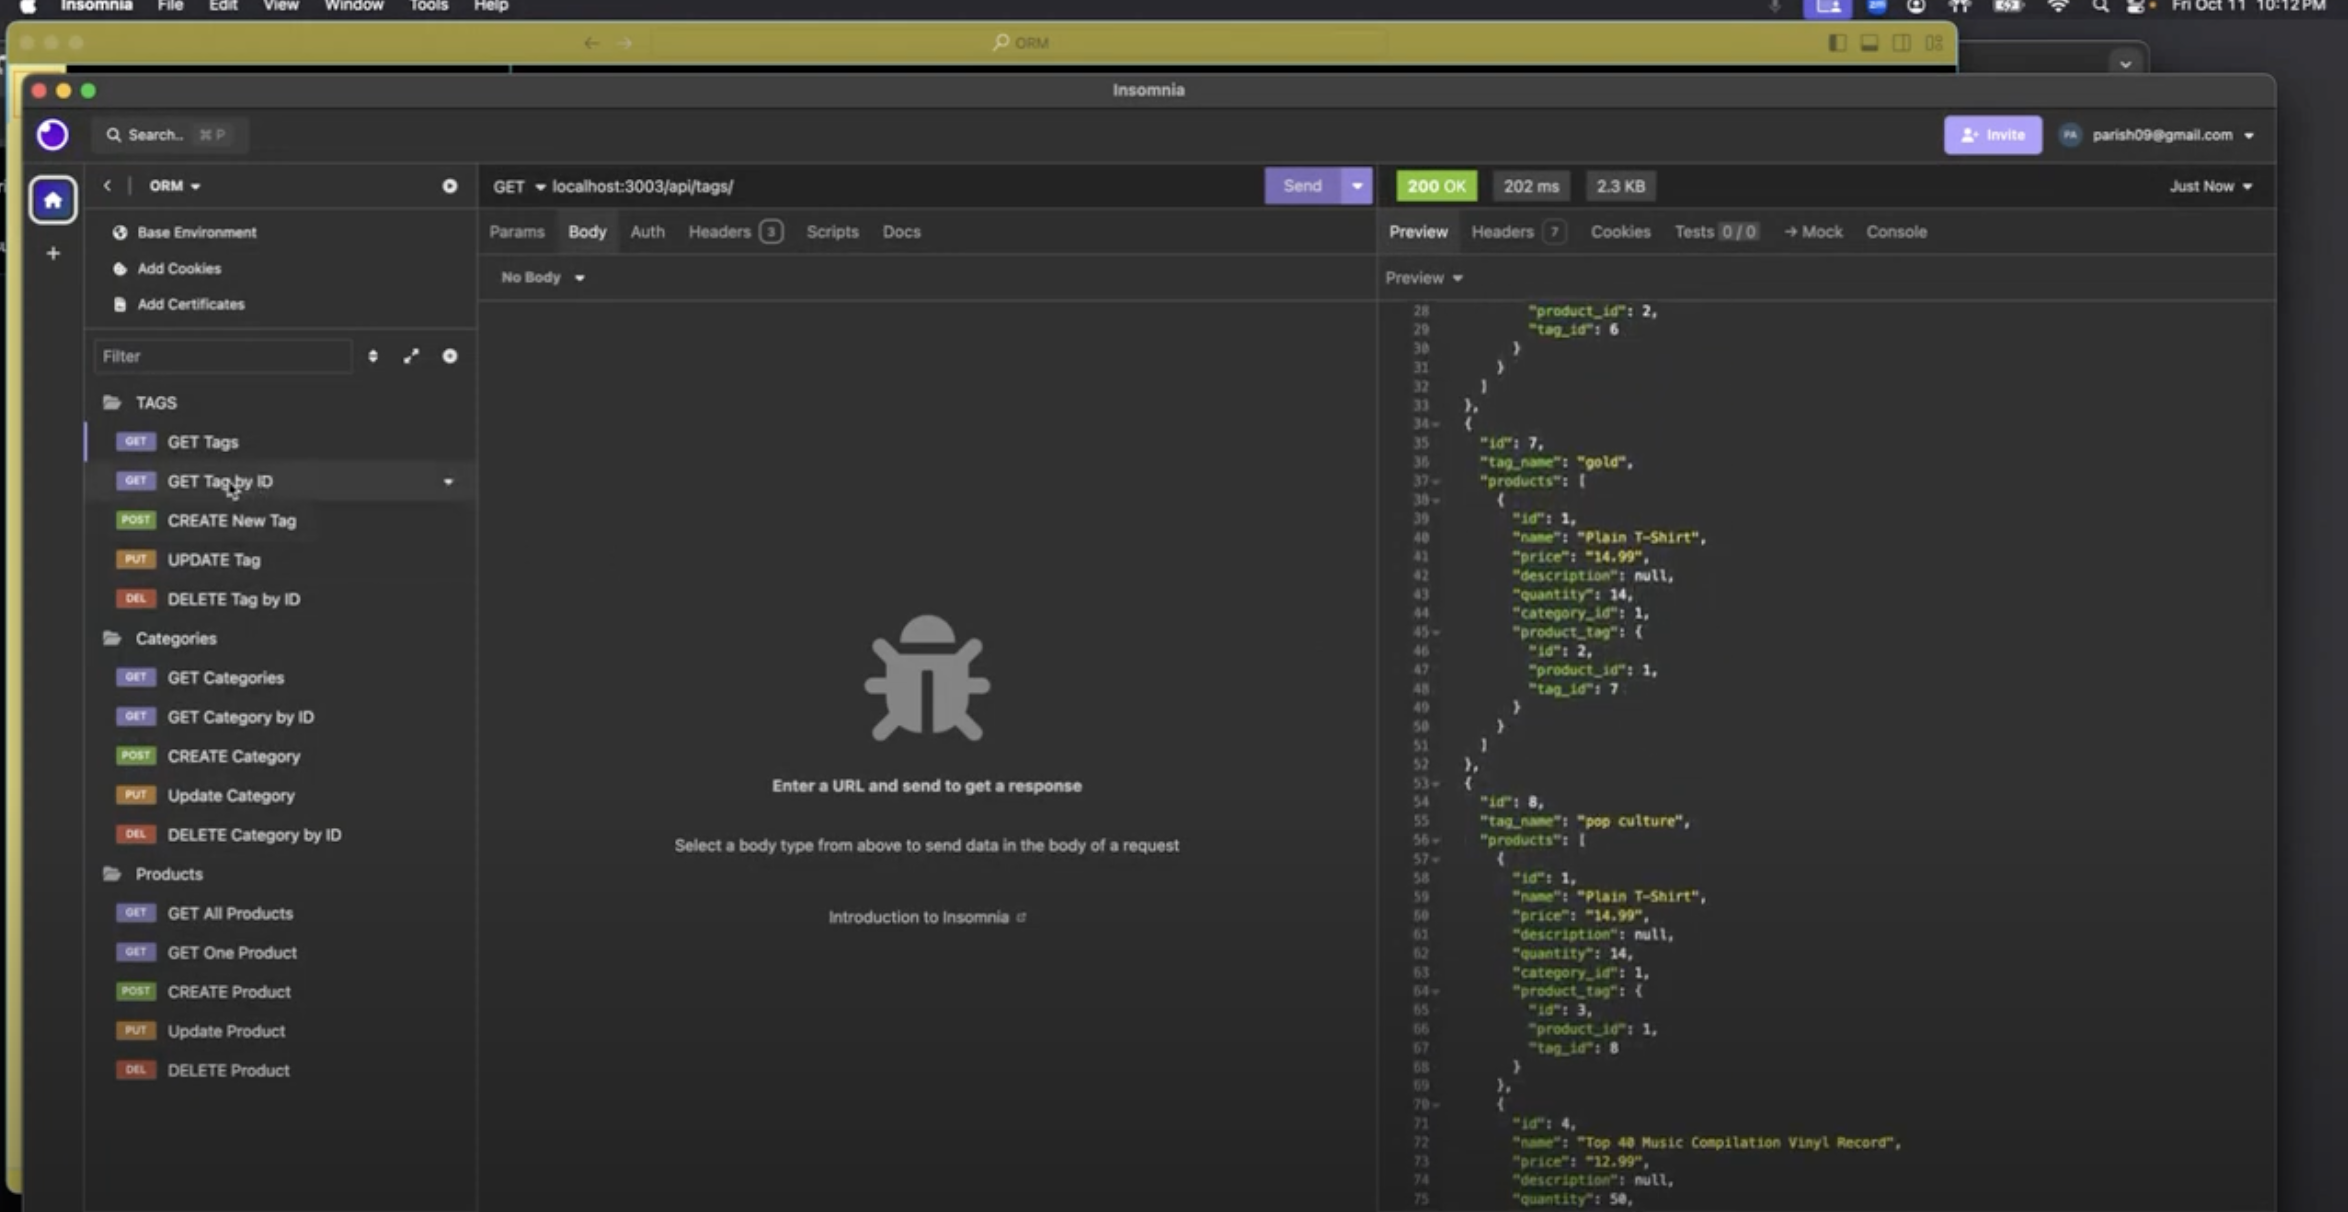 Insomnia File Edit View Window Tools Help Fri Oct 11 10:12 PM
ORM
Insomnia
Search.. ⌘ P Invite PA parish09@gmail.com
ORM
Base Environment
Add Cookies
Add Certificates
Filter
TAGS
GET GET Tags
GET GET Tag by ID
POST CREATE New Tag
PUT UPDATE Tag
DEL DELETE Tag by ID
Categories
GET GET Categories
GET GET Category by ID
POST CREATE Category
PUT Update Category
DEL DELETE Category by ID
Products
GET GET All Products
GET GET One Product
POST CREATE Product
PUT Update Product
DEL DELETE Product
GET localhost:3003/api/tags/ Send
Params Body Auth Headers 3 Scripts Docs
No Body
Enter a URL and send to get a response
Select a body type from above to send data in the body of a request
Introduction to Insomnia
200 OK 202 ms 2.3 KB Just Now
Preview Headers 7 Cookies Tests 0 / 0 → Mock Console
Preview
28 "product_id": 2,
29 "tag_id": 6
30 }
31 }
32 ]
33 },
34 {
35 "id": 7,
36 "tag_name": "gold",
37 "products": [
38 {
39 "id": 1,
40 "name": "Plain T-Shirt",
41 "price": "14.99",
42 "description": null,
43 "quantity": 14,
44 "category_id": 1,
45 "product_tag": {
46 "id": 2,
47 "product_id": 1,
48 "tag_id": 7
49 }
50 }
51 ]
52 },
53 {
54 "id": 8,
55 "tag_name": "pop culture",
56 "products": [
57 {
58 "id": 1,
59 "name": "Plain T-Shirt",
60 "price": "14.99",
61 "description": null,
62 "quantity": 14,
63 "category_id": 1,
64 "product_tag": {
65 "id": 3,
66 "product_id": 1,
67 "tag_id": 8
68 }
69 },
70 {
71 "id": 4,
72 "name": "Top 40 Music Compilation Vinyl Record",
73 "price": "12.99",
74 "description": null,
75 "quantity": 50,